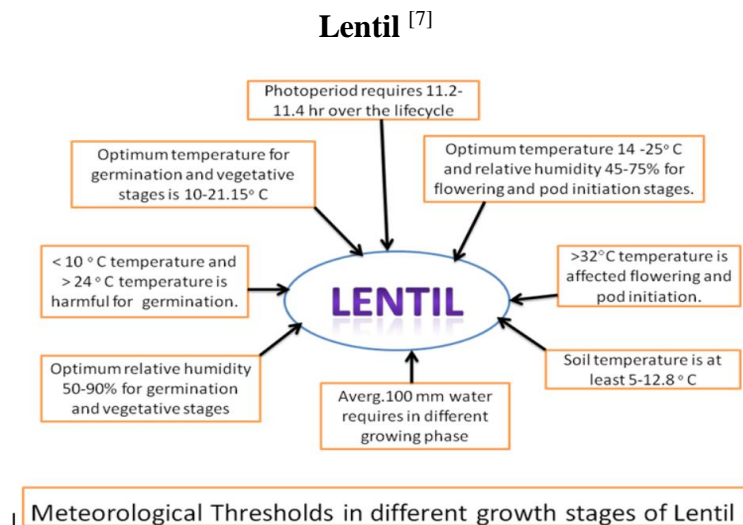 Lentil [7]
Photoperiod requires 11.2-
11.4 hr over the lifecycle
Optimum temperature for
germination and vegetative
stages is 10-21.15° C
Optimum temperature 14 -25° C
and relative humidity 45-75% for
flowering and pod initiation stages.
< 10 ° C temperature and
> 24 ° C temperature is
harmful for germination.
LENTIL
>32°C temperature is
affected flowering and
pod initiation.
Optimum relative humidity
50-90% for germination
and vegetative stages
Averg.100 mm water
requires in different
growing phase
Soil temperature is at
least 5-12.8 ° C
Meteorological Thresholds in different growth stages of Lentil